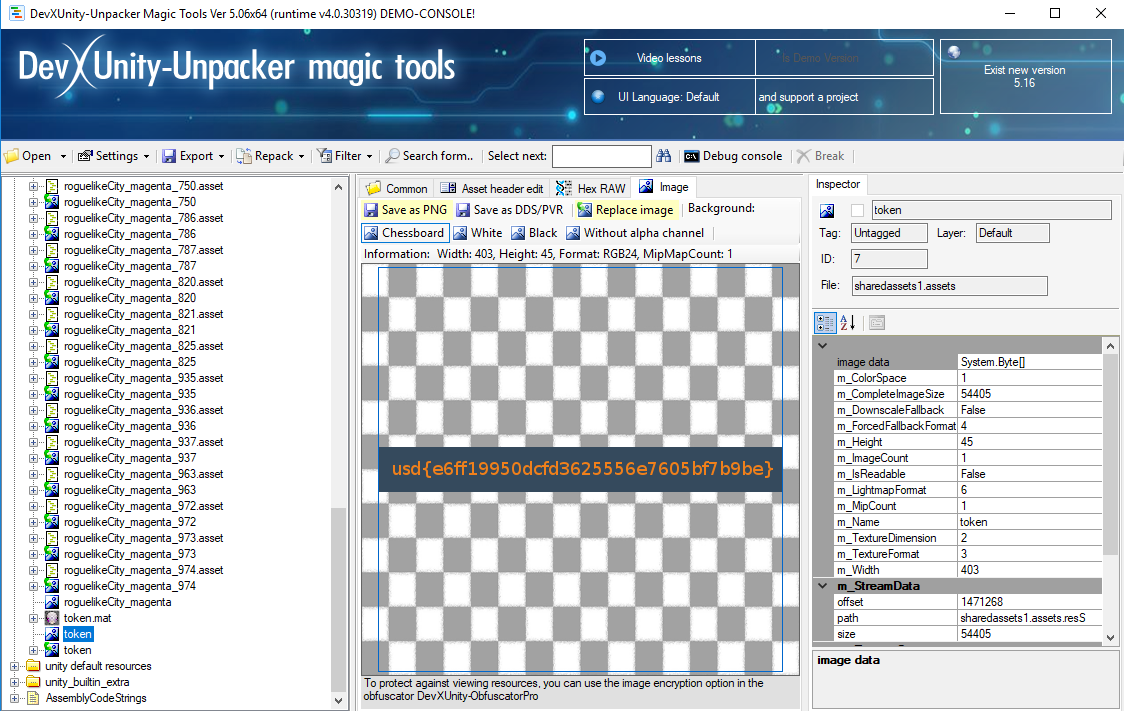 DevXUnity-Unpacker Magic Tools Ver 5.06x64 (runtime v4.0.30319) DEMO-CONSOLE!
DevXUnity-Unpacker magic tools
Video lessons
Is Demo Version
Exist new version
5.16
UI Language: Default
and support a project
Open
Settings
Export
Repack
Filter
Search form..
Select next:
Debug console
Break
roguelikeCity_magenta_750.asset
roguelikeCity_magenta_750
roguelikeCity_magenta_786.asset
roguelikeCity_magenta_786
roguelikeCity_magenta_787.asset
roguelikeCity_magenta_787
roguelikeCity_magenta_820.asset
roguelikeCity_magenta_820
roguelikeCity_magenta_821.asset
roguelikeCity_magenta_821
roguelikeCity_magenta_825.asset
roguelikeCity_magenta_825
roguelikeCity_magenta_935.asset
roguelikeCity_magenta_935
roguelikeCity_magenta_936.asset
roguelikeCity_magenta_936
roguelikeCity_magenta_937.asset
roguelikeCity_magenta_937
roguelikeCity_magenta_963.asset
roguelikeCity_magenta_963
roguelikeCity_magenta_972.asset
roguelikeCity_magenta_972
roguelikeCity_magenta_973.asset
roguelikeCity_magenta_973
roguelikeCity_magenta_974.asset
roguelikeCity_magenta_974
roguelikeCity_magenta
token.mat
token
token
unity default resources
unity_builtin_extra
AssemblyCodeStrings
Common
Asset header edit
Hex RAW
Image
Save as PNG
Save as DDS/PVR
Replace image
Background:
Chessboard
White
Black
Without alpha channel
Information: Width: 403, Height: 45, Format: RGB24, MipMapCount: 1
usd{e6ff19950dcfd3625556e7605bf7b9be}
To protect against viewing resources, you can use the image encryption option in the
obfuscator DevXUnity-ObfuscatorPro
Inspector
token
Tag: Untagged Layer: Default
ID: 7
File: sharedassets1.assets
image data System.Byte[]
m_ColorSpace 1
m_CompleteImageSize 54405
m_DownscaleFallback False
m_ForcedFallbackFormat 4
m_Height 45
m_ImageCount 1
m_IsReadable False
m_LightmapFormat 6
m_MipCount 1
m_Name token
m_TextureDimension 2
m_TextureFormat 3
m_Width 403
m_StreamData
offset 1471268
path sharedassets1.assets.resS
size 54405
image data